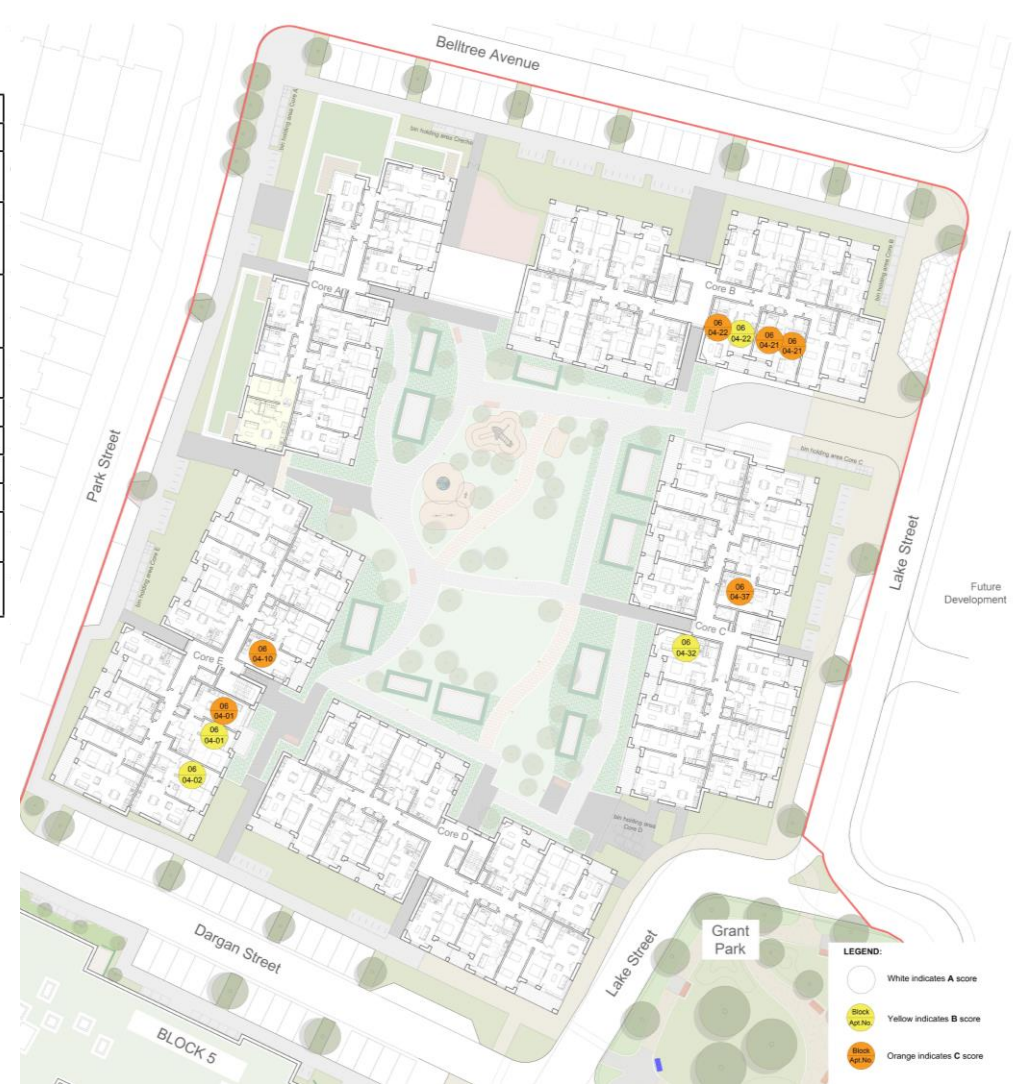 Belltree Avenue
bin holding area Core A
bin holding area Creche
Core A
Core B
bin holding area Core B
06
04-22
06
04-22
06
04-21
06
04-21
Park Street
bin holding area Core C
Lake Street
Future
Development
06
04-37
Core C
06
04-32
bin holding area Core E
Core E
06
04-10
06
04-01
06
04-01
06
04-02
Core D
bin holding area
Core D
Dargan Street
Lake Street
Grant
Park
BLOCK 5
LEGEND:
White indicates A score
Block
Apt.No.
Yellow indicates B score
Block
Apt.No.
Orange indicates C score